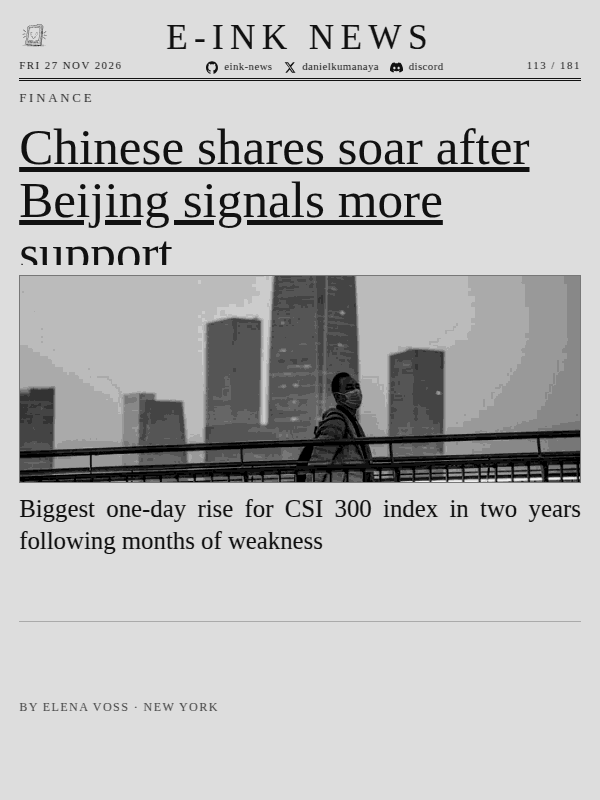 E-INK NEWS
FRI 27 NOV 2026
eink-news
danielkumanaya
discord
113 / 181
FINANCE
Chinese shares soar after
Beijing signals more
support
Biggest one-day rise for CSI 300 index in two years
following months of weakness
BY ELENA VOSS · NEW YORK